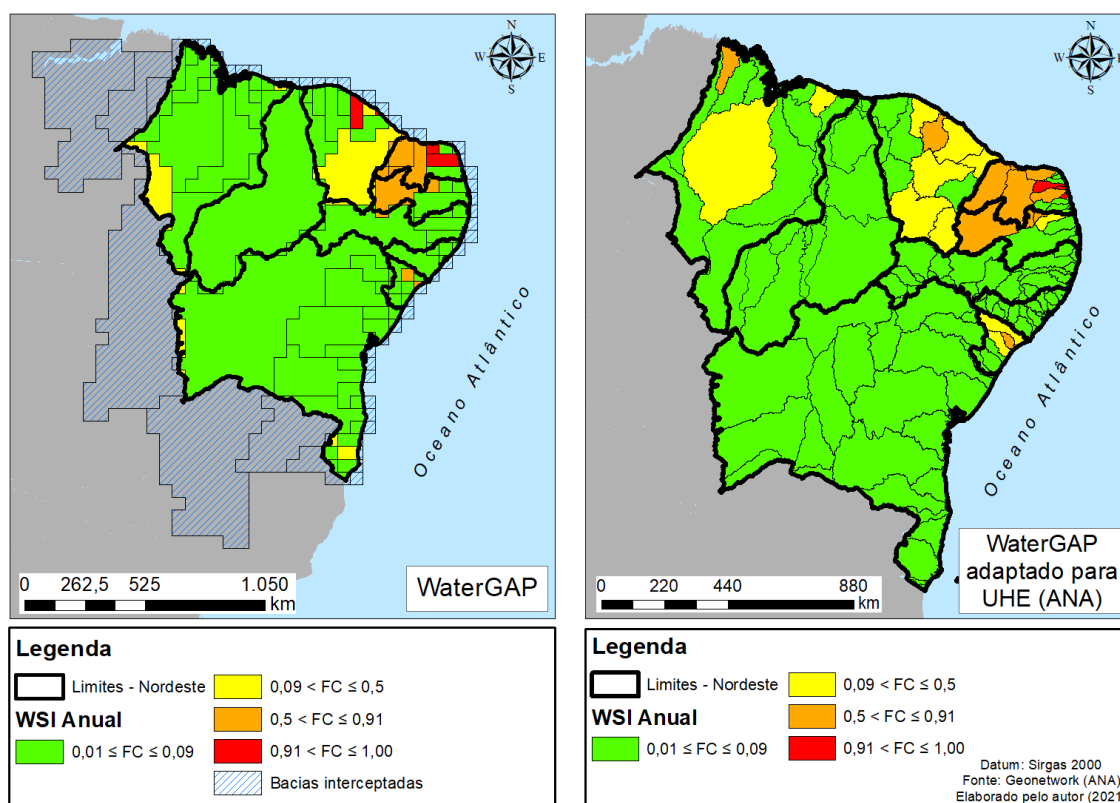 N
W
E
S
Oceano Atlântico
0 262,5 525 1.050
km
WaterGAP
Legenda
Limites - Nordeste
WSI Anual
0,01 ≤ FC ≤ 0,09
0,09 < FC ≤ 0,5
0,5 < FC ≤ 0,91
0,91 < FC ≤ 1,00
Bacias interceptadas
N
W
E
S
Oceano Atlântico
0 220 440 880
km
WaterGAP
adaptado para
UHE (ANA)
Legenda
Limites - Nordeste
WSI Anual
0,01 ≤ FC ≤ 0,09
0,09 < FC ≤ 0,5
0,5 < FC ≤ 0,91
0,91 < FC ≤ 1,00
Datum: Sirgas 2000
Fonte: Geonetwork (ANA)
Elaborado pelo autor (2021